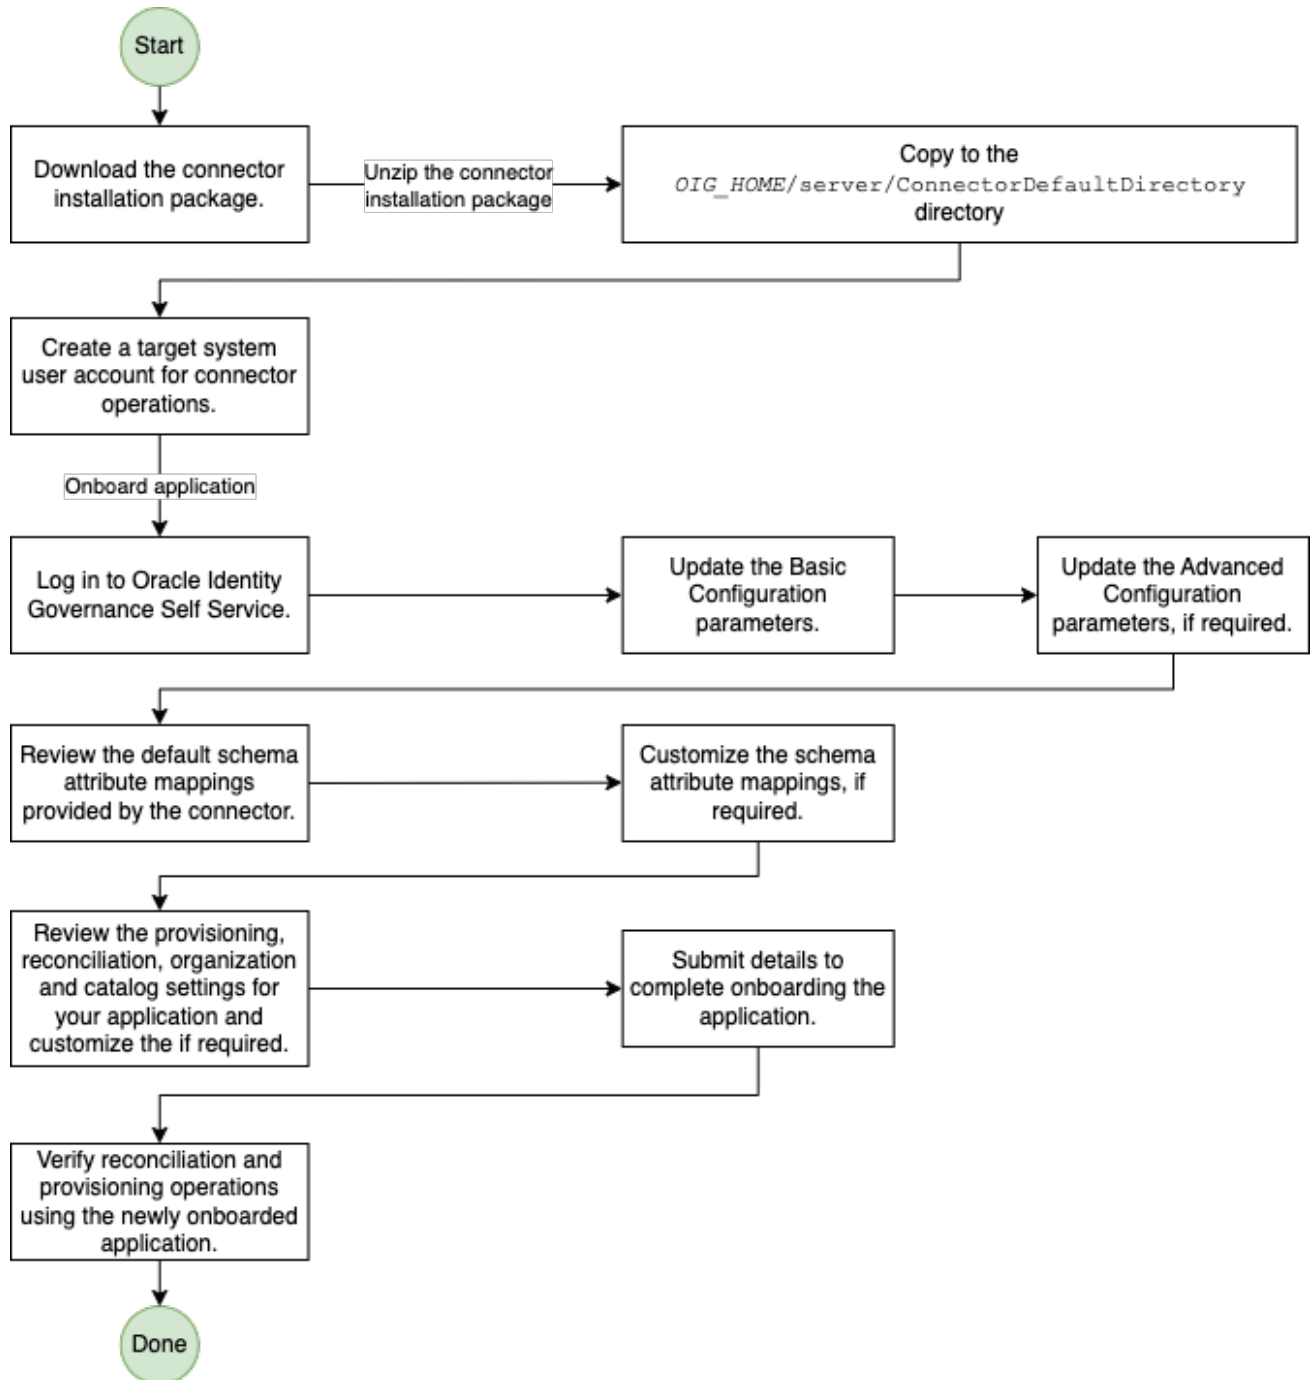 Start
Download the connector
installation package.
Unzip the connector
installation package
Copy to the
OIG_HOME/server/ConnectorDefaultDirectory
directory
Create a target system
user account for connector
operations.
Onboard application
Log in to Oracle Identity
Governance Self Service.
Update the Basic
Configuration
parameters.
Update the Advanced
Configuration
parameters, if required.
Review the default schema
attribute mappings
provided by the connector.
Customize the schema
attribute mappings, if
required.
Review the provisioning,
reconciliation, organization
and catalog settings for
your application and
customize the if required.
Submit details to
complete onboarding the
application.
Verify reconciliation and
provisioning operations
using the newly onboarded
application.
Done